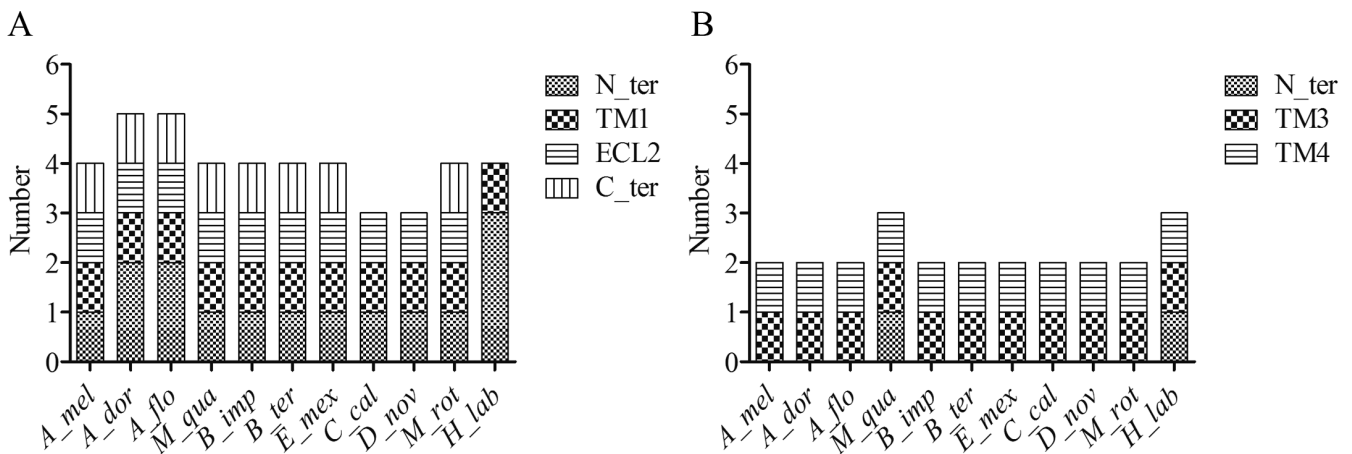 A
6
5
4
3
2
1
0
Number
N_ter
TM1
ECL2
C_ter
A_mel
A_dor
A_flo
M_qua
B_imp
B_ter
E_mex
C_cal
D_nov
M_rot
H_lab
B
6
5
4
3
2
1
0
Number
N_ter
TM3
TM4
A_mel
A_dor
A_flo
M_qua
B_imp
B_ter
E_mex
C_cal
D_nov
M_rot
H_lab